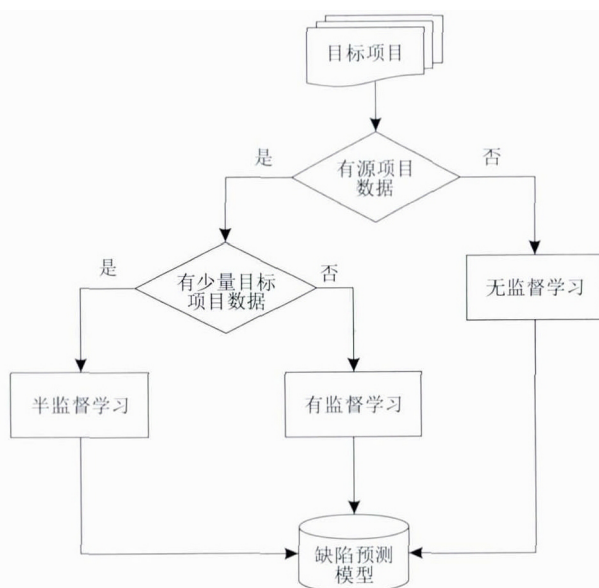 目标项目
是
有源项目
数据
否
是
有少量目标
项目数据
否
无监督学习
半监督学习
有监督学习
缺陷预测
模型